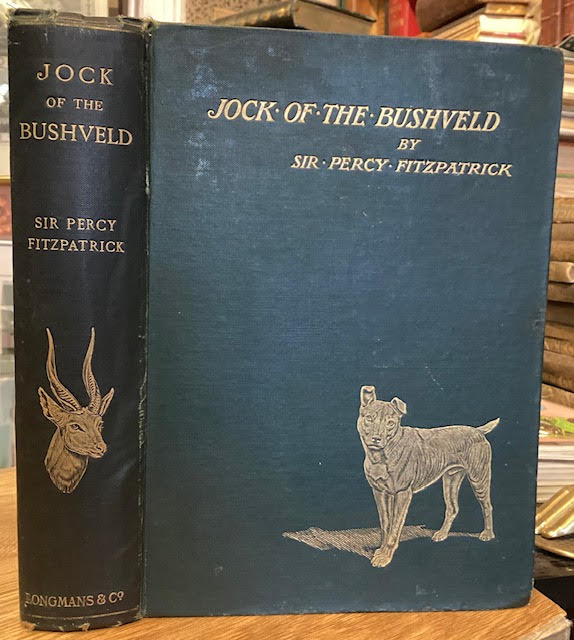 JOCK
OF THE
BUSHVELD
SIR PERCY
FITZPATRICK
LONGMANS & Cº
JOCK·OF·THE·BUSHVELD
BY
SIR·PERCY·FITZPATRICK